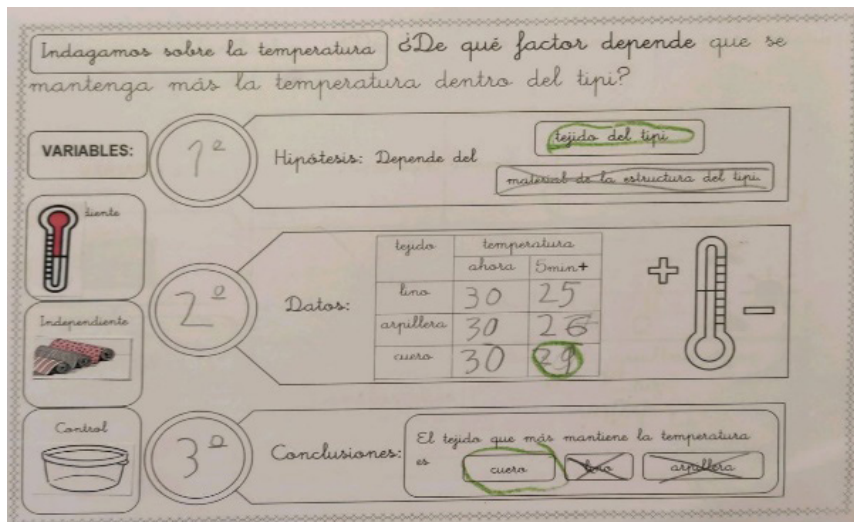 Indagamos sobre la temperatura ¿De qué factor depende que se
mantenga más la temperatura dentro del tipi?
VARIABLES:
1º
Hipótesis: Depende del
tejido del tipi
material de la estructura del tipi
diente
2º
Datos:
tejido temperatura
ahora 5min+
lino 30 25
arpillera 30 26
cuero 30 29
+ -
Independiente
Control
3º
Conclusiones:
El tejido que más mantiene la temperatura
es cuero lino arpillera